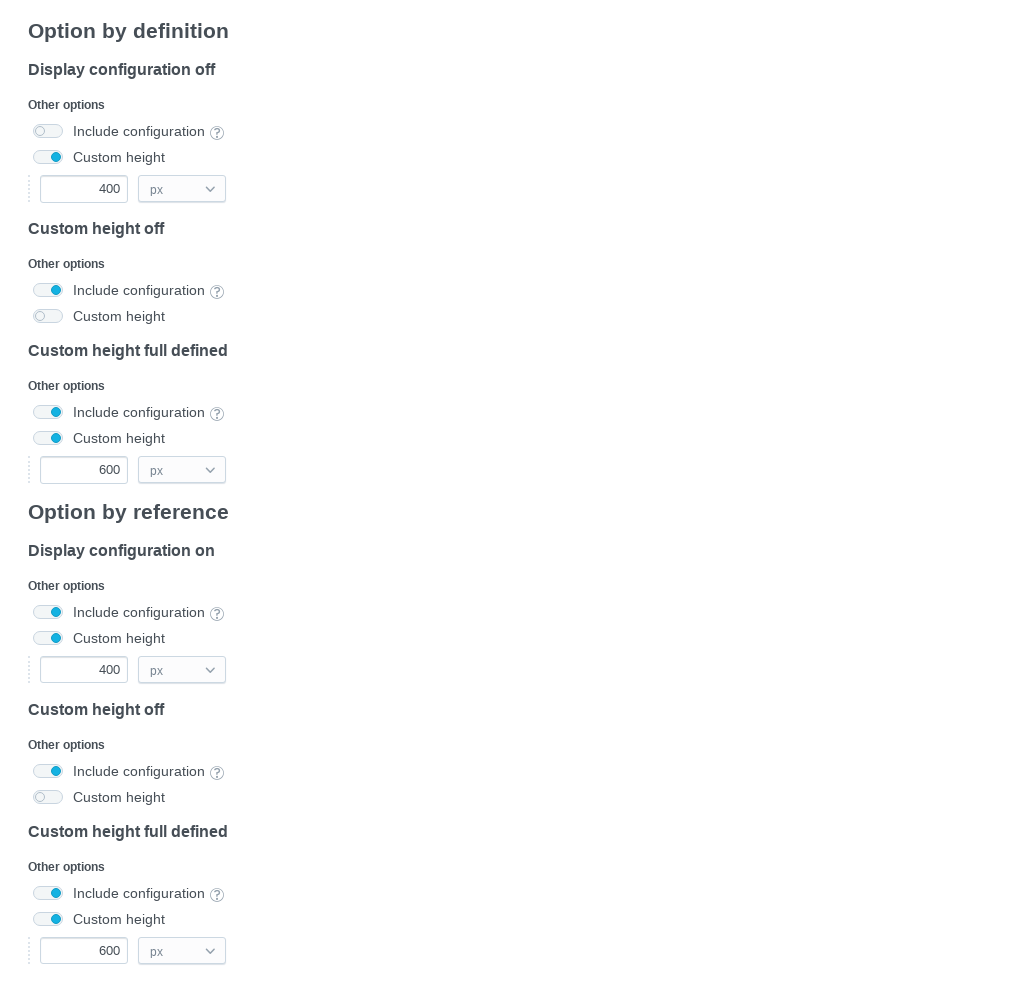 Option by definition
Display configuration off
Other options
Include configuration ?
Custom height
400 px
Custom height off
Other options
Include configuration ?
Custom height
Custom height full defined
Other options
Include configuration ?
Custom height
600 px
Option by reference
Display configuration on
Other options
Include configuration ?
Custom height
400 px
Custom height off
Other options
Include configuration ?
Custom height
Custom height full defined
Other options
Include configuration ?
Custom height
600 px